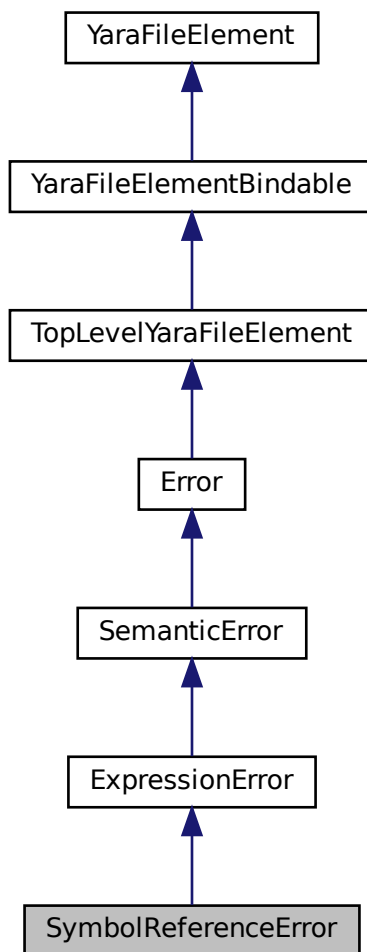 YaraFileElement
YaraFileElementBindable
TopLevelYaraFileElement
Error
SemanticError
ExpressionError
SymbolReferenceError